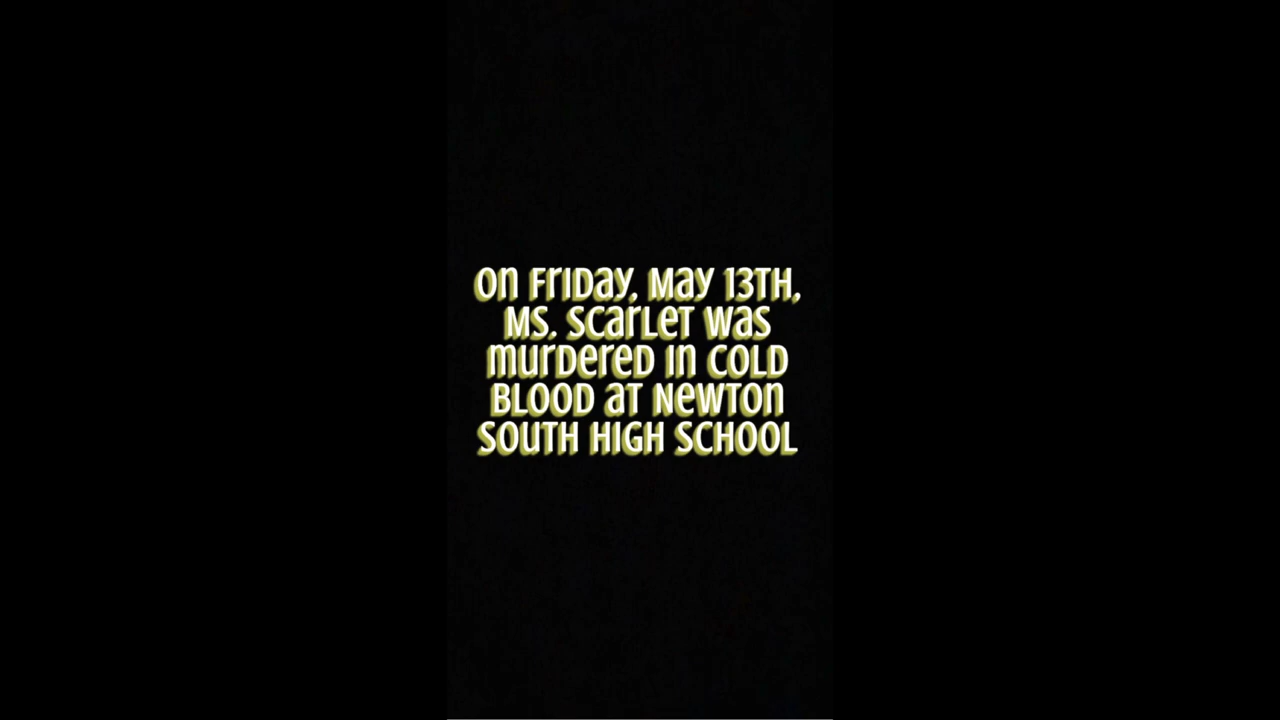 On Friday, May 13th,
Ms. Scarlet was
murdered in cold
blood at Newton
South High School